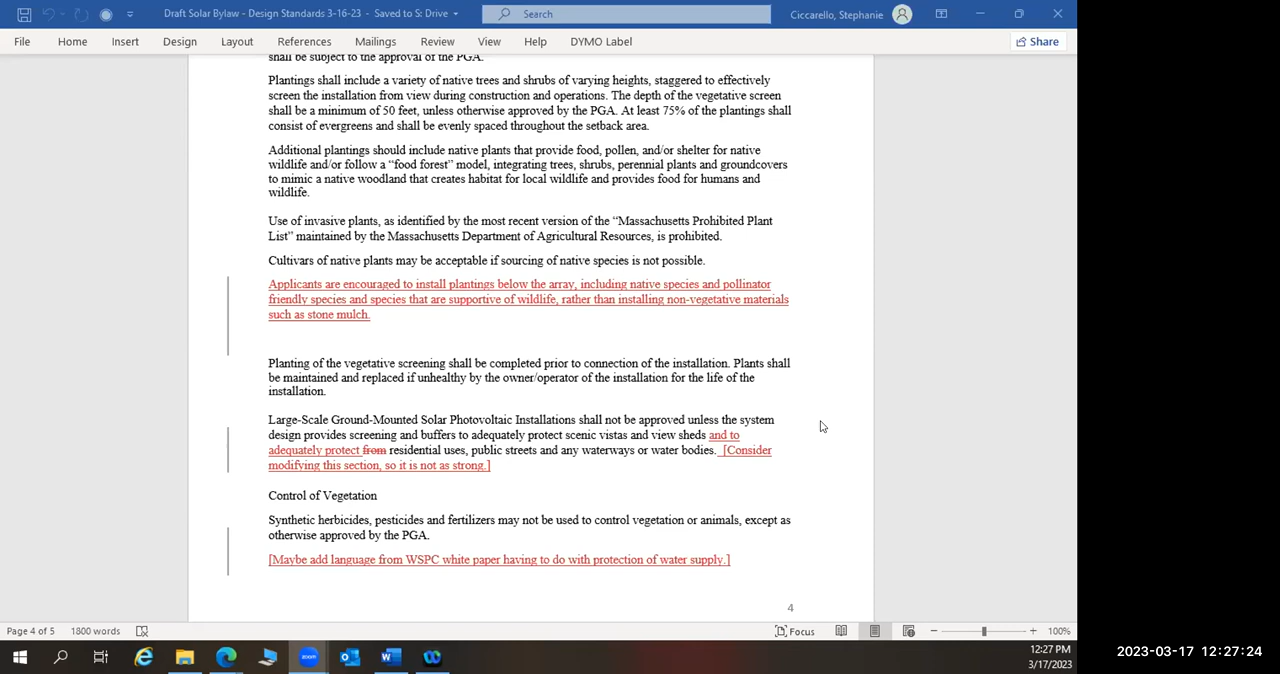 Draft Solar Bylaw - Design Standards 3-16-23 - Saved to S: Drive
Search
Ciccarello, Stephanie
File Home Insert Design Layout References Mailings Review View Help DYMO Label Share
shall be subject to the approval of the PGA.
Plantings shall include a variety of native trees and shrubs of varying heights, staggered to effectively
screen the installation from view during construction and operations. The depth of the vegetative screen
shall be a minimum of 50 feet, unless otherwise approved by the PGA. At least 75% of the plantings shall
consist of evergreens and shall be evenly spaced throughout the setback area.
Additional plantings should include native plants that provide food, pollen, and/or shelter for native
wildlife and/or follow a “food forest” model, integrating trees, shrubs, perennial plants and groundcovers
to mimic a native woodland that creates habitat for local wildlife and provides food for humans and
wildlife.
Use of invasive plants, as identified by the most recent version of the “Massachusetts Prohibited Plant
List” maintained by the Massachusetts Department of Agricultural Resources, is prohibited.
Cultivars of native plants may be acceptable if sourcing of native species is not possible.
Applicants are encouraged to install plantings below the array, including native species and pollinator
friendly species and species that are supportive of wildlife, rather than installing non-vegetative materials
such as stone mulch.
Planting of the vegetative screening shall be completed prior to connection of the installation. Plants shall
be maintained and replaced if unhealthy by the owner/operator of the installation for the life of the
installation.
Large-Scale Ground-Mounted Solar Photovoltaic Installations shall not be approved unless the system
design provides screening and buffers to adequately protect scenic vistas and view sheds and to
adequately protect from residential uses, public streets and any waterways or water bodies. [Consider
modifying this section, so it is not as strong.]
Control of Vegetation
Synthetic herbicides, pesticides and fertilizers may not be used to control vegetation or animals, except as
otherwise approved by the PGA.
[Maybe add language from WSPC white paper having to do with protection of water supply.]
4
Page 4 of 5 1800 words Focus 100%
zoom
12:27 PM
3/17/2023
2023-03-17 12:27:24